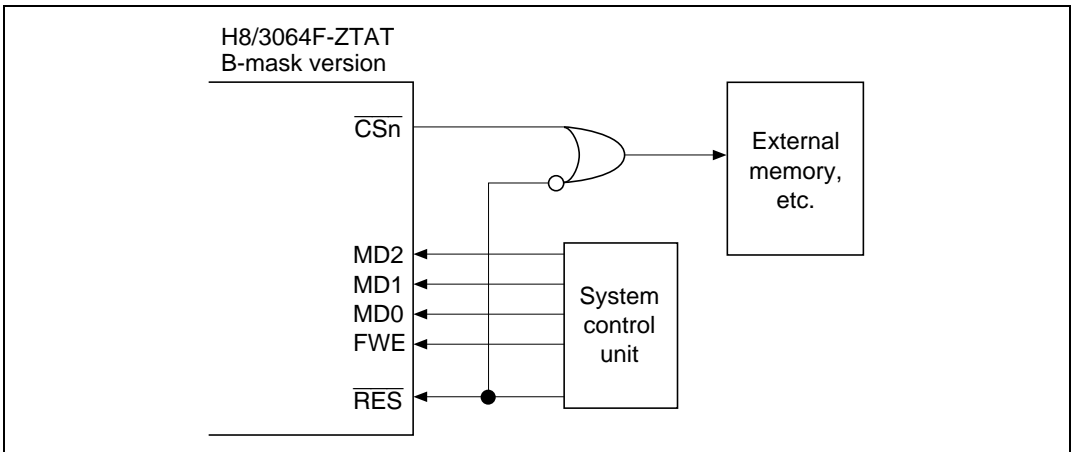 H8/3064F-ZTAT
B-mask version
CSn
External
memory,
etc.
MD2
MD1
MD0
FWE
RES
System
control
unit